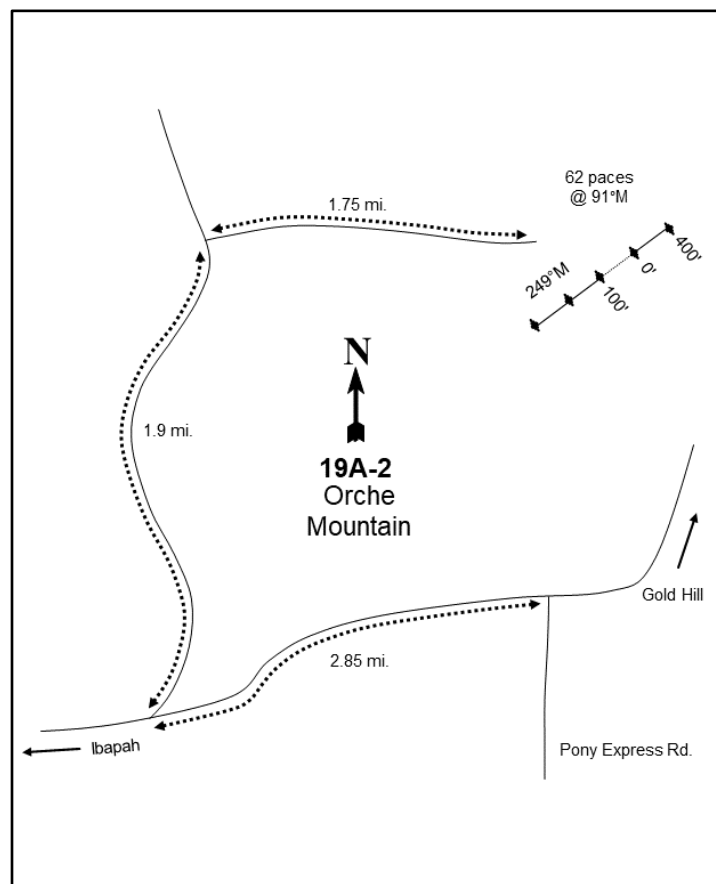 62 paces
@ 91°M
1.75 mi.
249°M
400'
0'
100'
N
1.9 mi.
19A-2
Orche
Mountain
Gold Hill
2.85 mi.
Ibapah
Pony Express Rd.